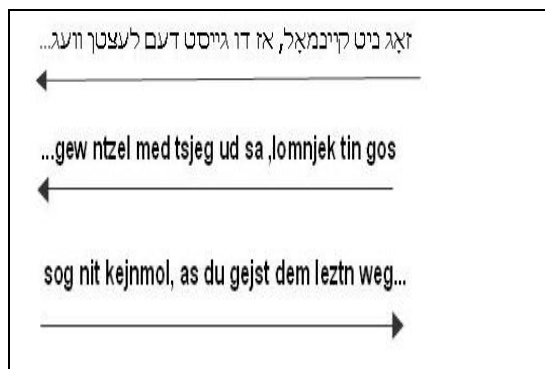 זאָג ניט קיינמאָל, אז דו גייסט דעם לעצטן וועג...
...gew ntzel med tsjeg ud sa ,lomnjek tin gos
sog nit kejnmol, as du gejst dem leztn weg...